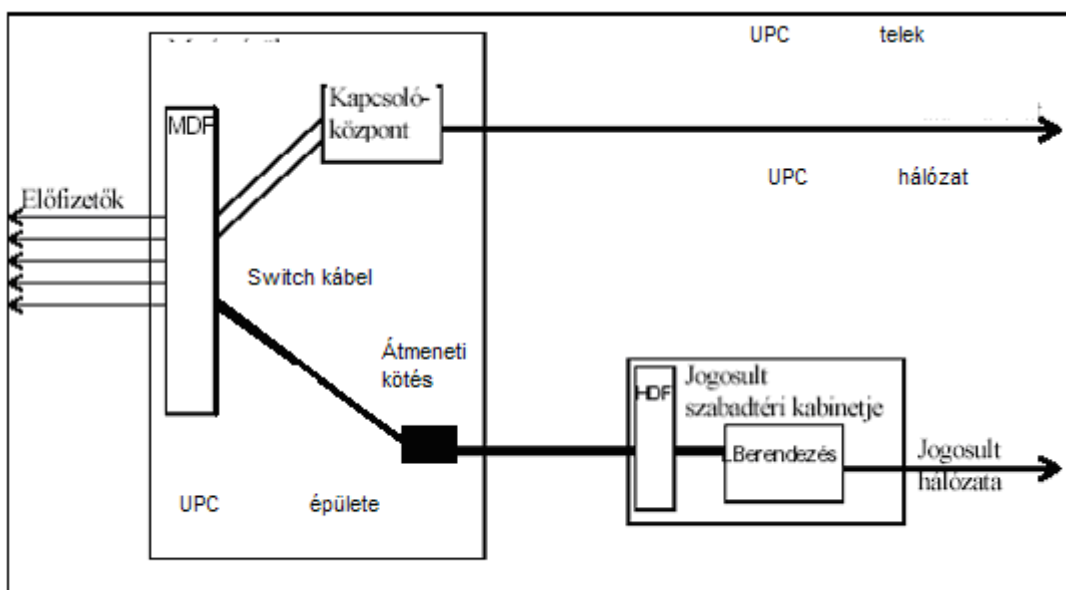 UPC telek
Kapcsoló-
központ
MDF
UPC hálózat
Előfizetők
Switch kábel
Átmeneti
kötés
HDF
Jogosult
szabadtéri kabinetje
Berendezés
Jogosult
hálózata
UPC épülete